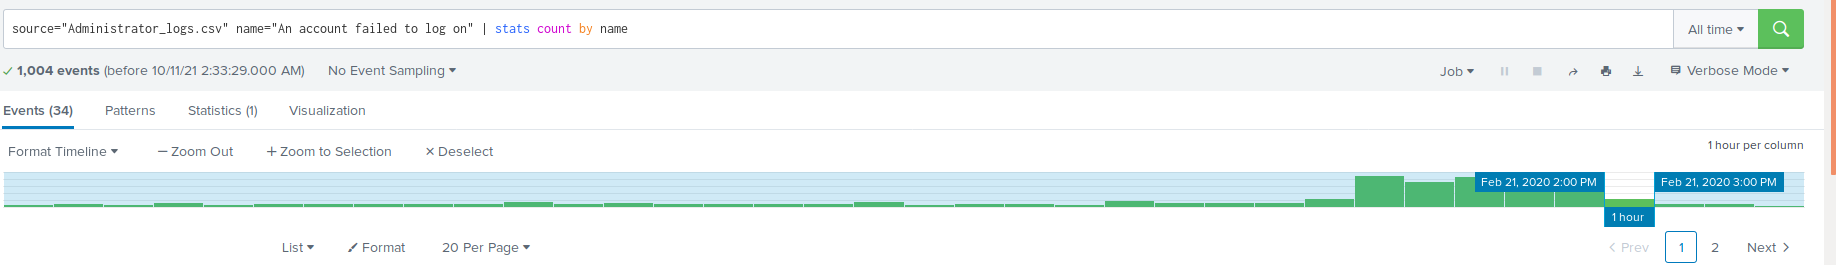 source="Administrator_logs.csv" name="An account failed to log on" | stats count by name
All time
1,004 events (before 10/11/21 2:33:29.000 AM)
No Event Sampling
Job
Verbose Mode
Events (34)
Patterns
Statistics (1)
Visualization
Format Timeline
− Zoom Out
+ Zoom to Selection
× Deselect
1 hour per column
Feb 21, 2020 2:00 PM
Feb 21, 2020 3:00 PM
1 hour
List
Format
20 Per Page
< Prev
1
2
Next >